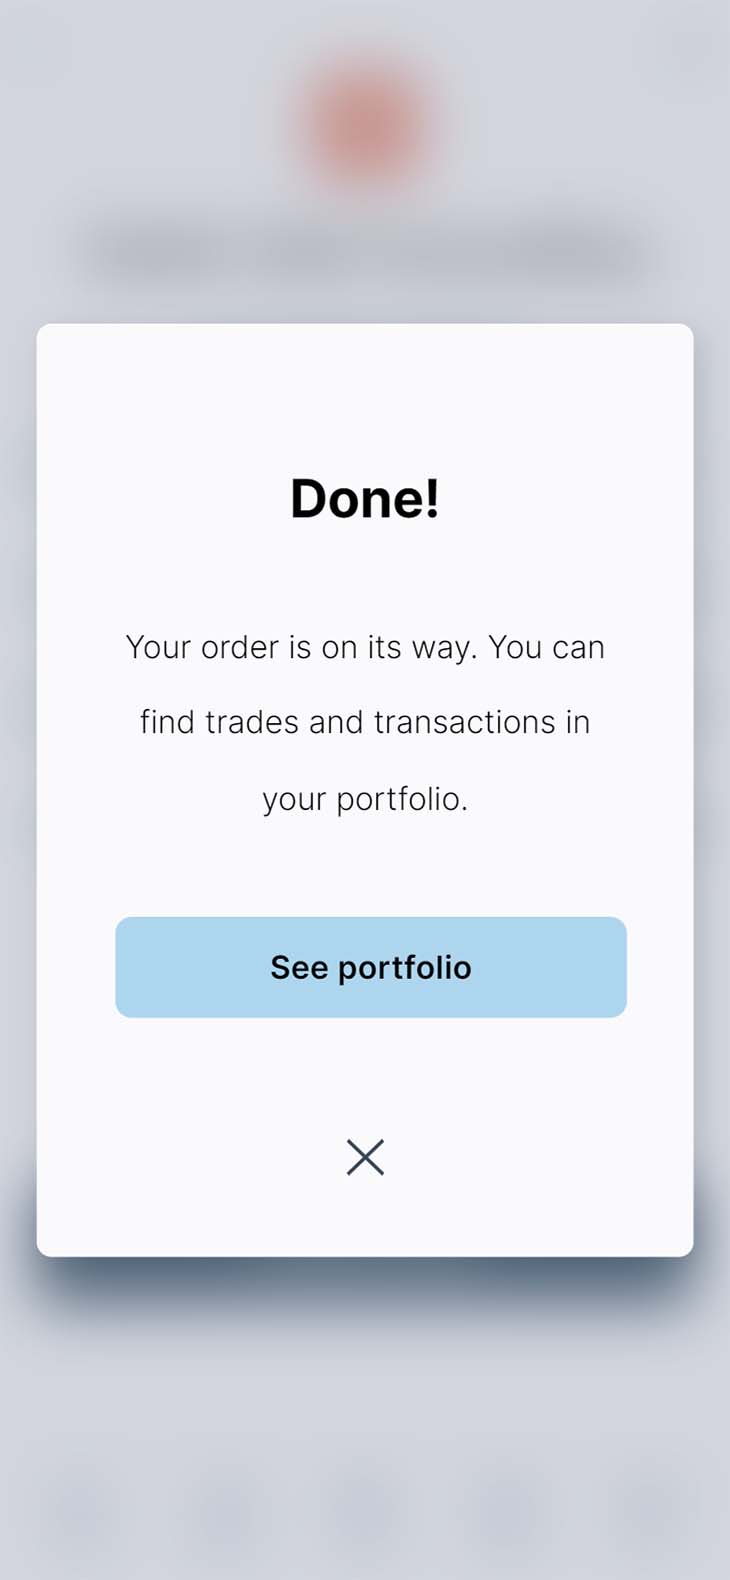 Done!
Your order is on its way. You can
find trades and transactions in
your portfolio.
See portfolio